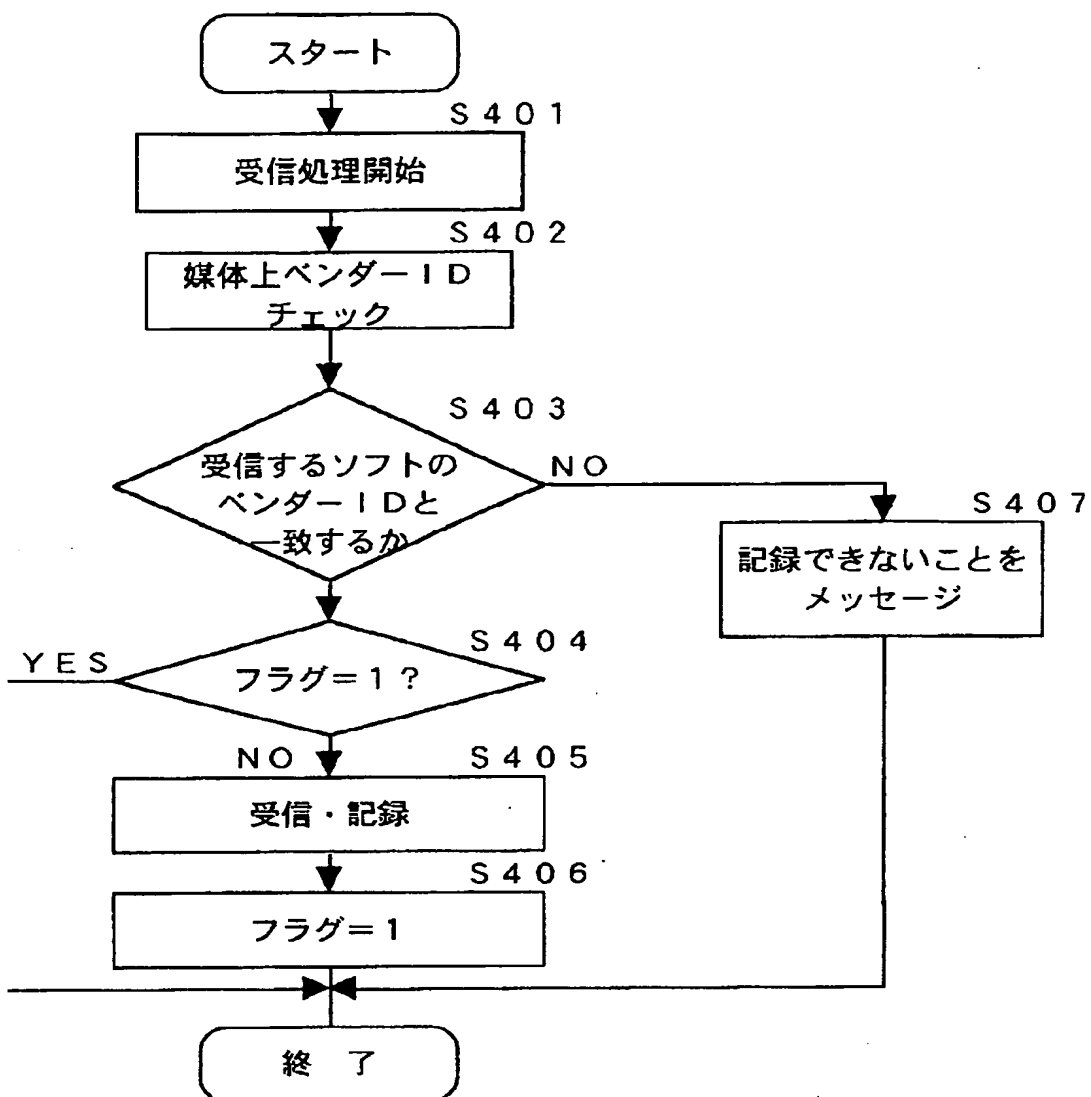 スタート
S401
受信処理開始
S402
媒体上ベンダーID
チェック
S403
受信するソフトの
ベンダーIDと
一致するか
NO
S407
記録できないことを
メッセージ
S404
YES
フラグ=1?
NO
S405
受信・記録
S406
フラグ=1
終 了